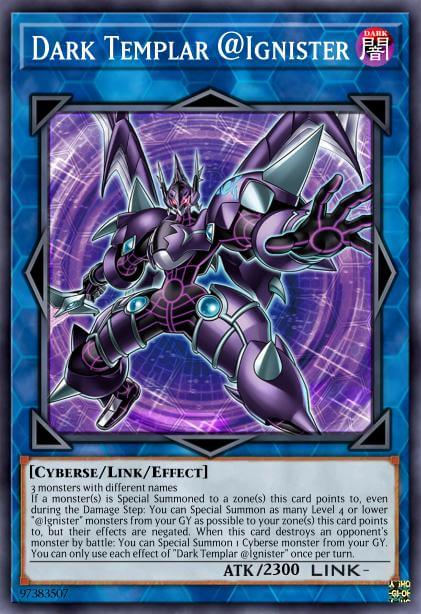 DARK TEMPLAR @IGNISTER
DARK
闇
[CYBERSE/LINK/EFFECT]
3 monsters with different names
If a monster(s) is Special Summoned to a zone(s) this card points to, even
during the Damage Step: You can Special Summon as many Level 4 or lower
"@Ignister" monsters from your GY as possible to your zone(s) this card points
to, but their effects are negated. When this card destroys an opponent's
monster by battle: You can Special Summon 1 Cyberse monster from your GY.
You can only use each effect of "Dark Templar @Ignister" once per turn.
ATK/2300 LINK-
97383507